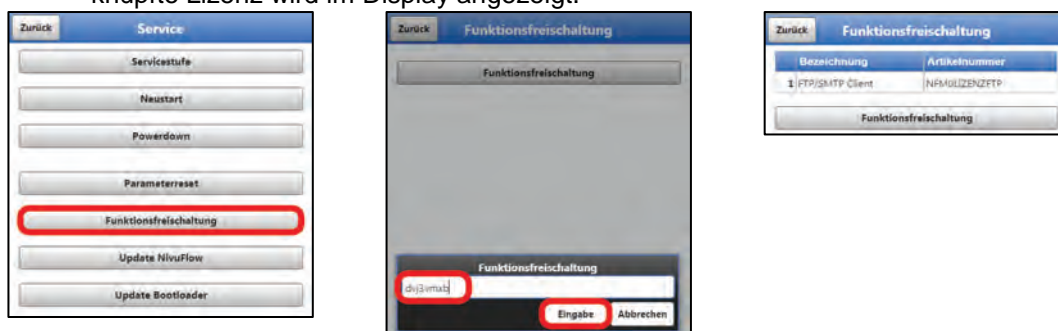 knüpfte Lizenz wird im Display angezeigt.
Zurück Service
Servicestufe
Neustart
Powerdown
Parameterreset
Funktionsfreischaltung
Update NivuFlow
Update Bootloader
Zurück Funktionsfreischaltung
Funktionsfreischaltung
Funktionsfreischaltung
Eingabe Abbrechen
Zurück Funktionsfreischaltung
Bezeichnung Artikelnummer
1 FTP/SMTP Client NFM0LIZENZFTP
Funktionsfreischaltung